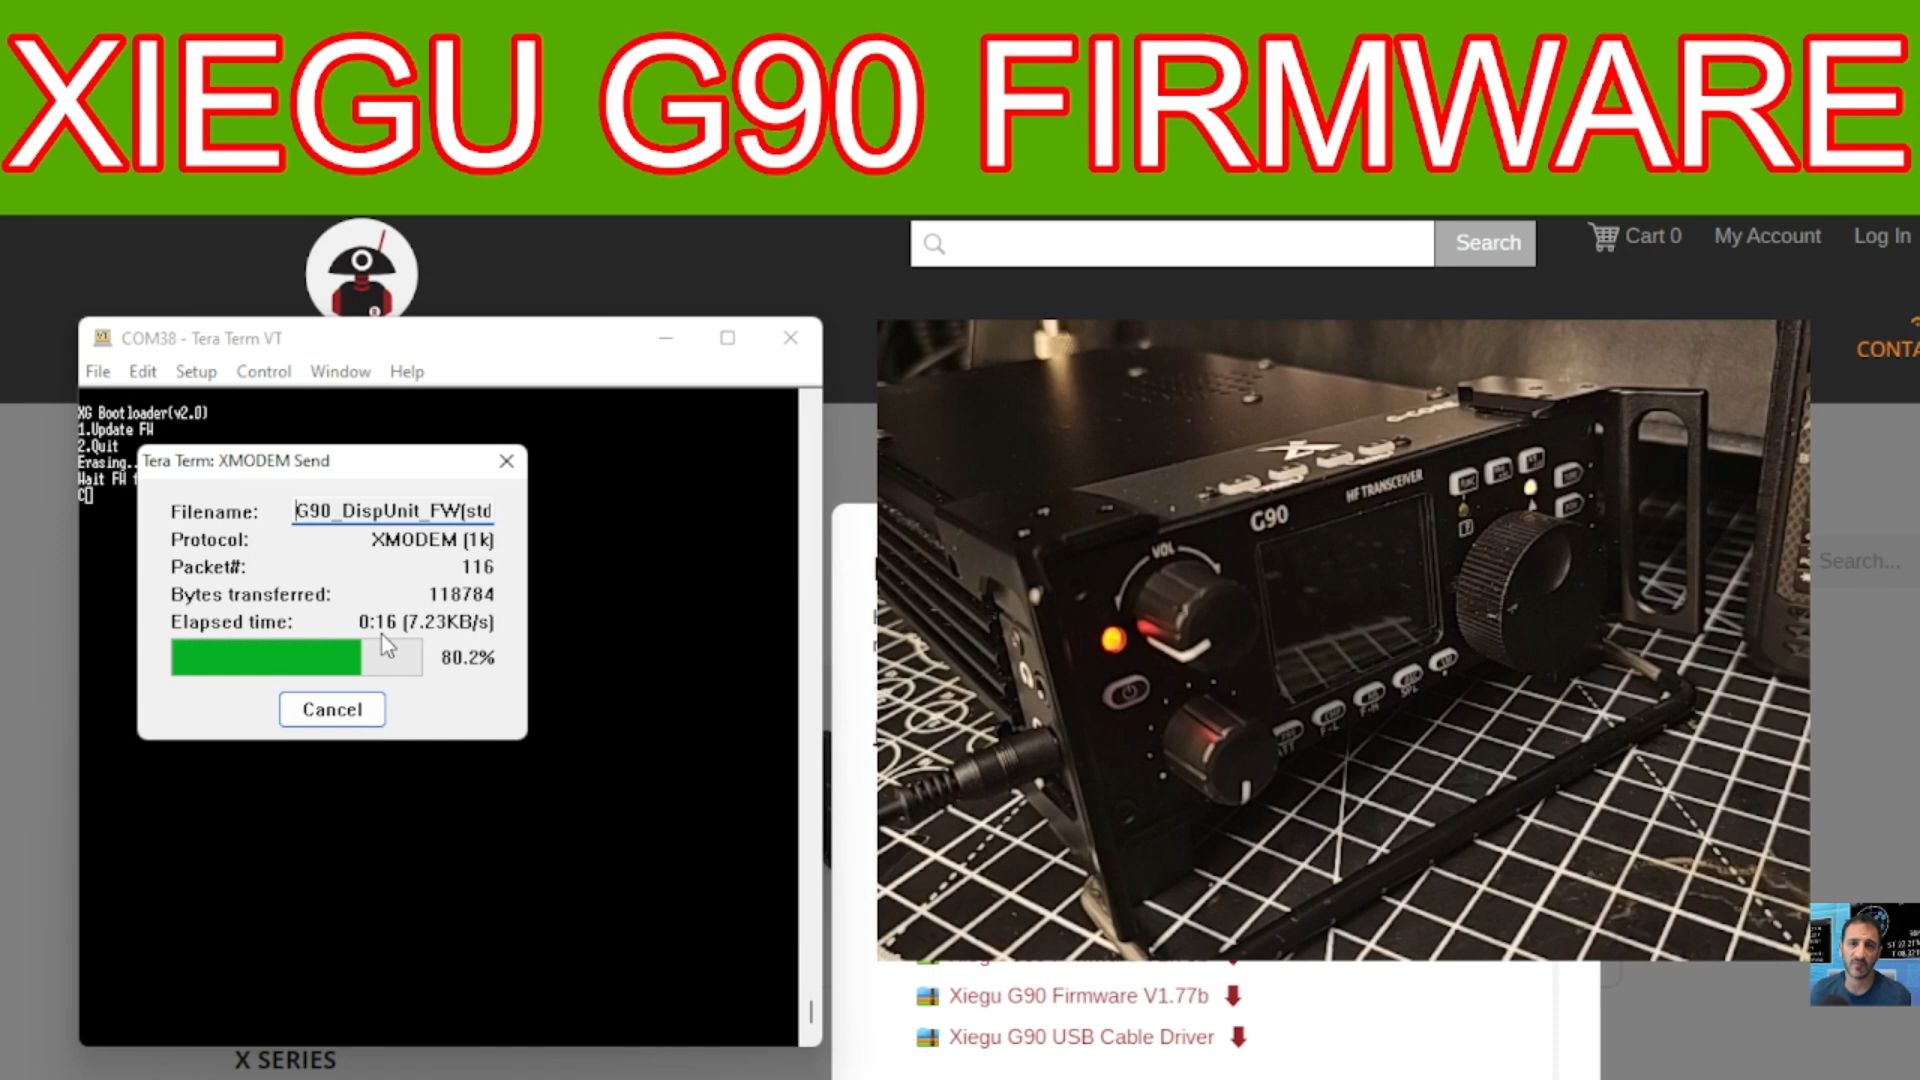 XIEGU G90 FIRMWARE
Search
Cart 0
My Account
Log In
COM38 - Tera Term VT
File Edit Setup Control Window Help
XG Bootloader(v2.0)
1.Update FW
2.Quit
Erasing..
Wait FW
C
Tera Term: XMODEM Send
Filename: G90_DispUnit_FW(std
Protocol: XMODEM (1k)
Packet#: 116
Bytes transferred: 118784
Elapsed time: 0:16 (7.23KB/s)
80.2%
Cancel
CONTA
Search...
HF TRANSCEIVER
G90
VOL
Xiegu G90 Firmware V1.77b
Xiegu G90 USB Cable Driver
X SERIES